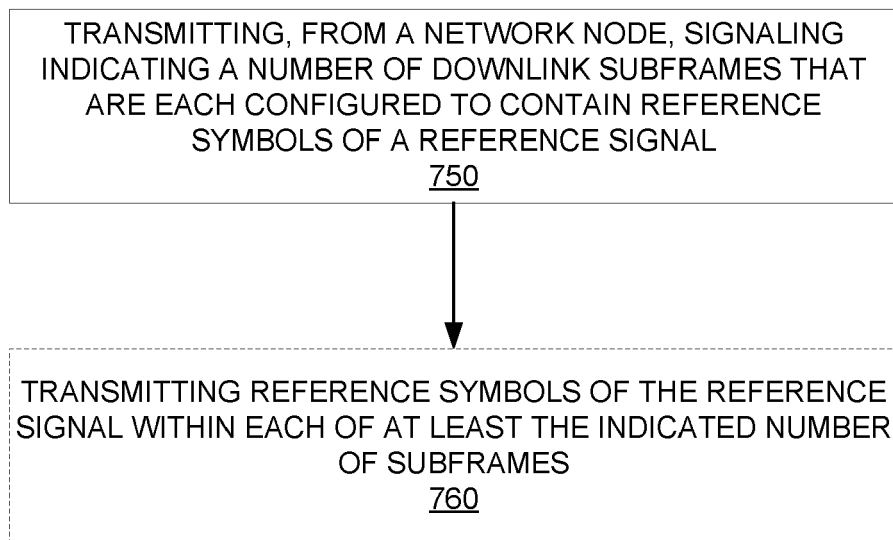 TRANSMITTING, FROM A NETWORK NODE, SIGNALING
INDICATING A NUMBER OF DOWNLINK SUBFRAMES THAT
ARE EACH CONFIGURED TO CONTAIN REFERENCE
SYMBOLS OF A REFERENCE SIGNAL
750
TRANSMITTING REFERENCE SYMBOLS OF THE REFERENCE
SIGNAL WITHIN EACH OF AT LEAST THE INDICATED NUMBER
OF SUBFRAMES
760